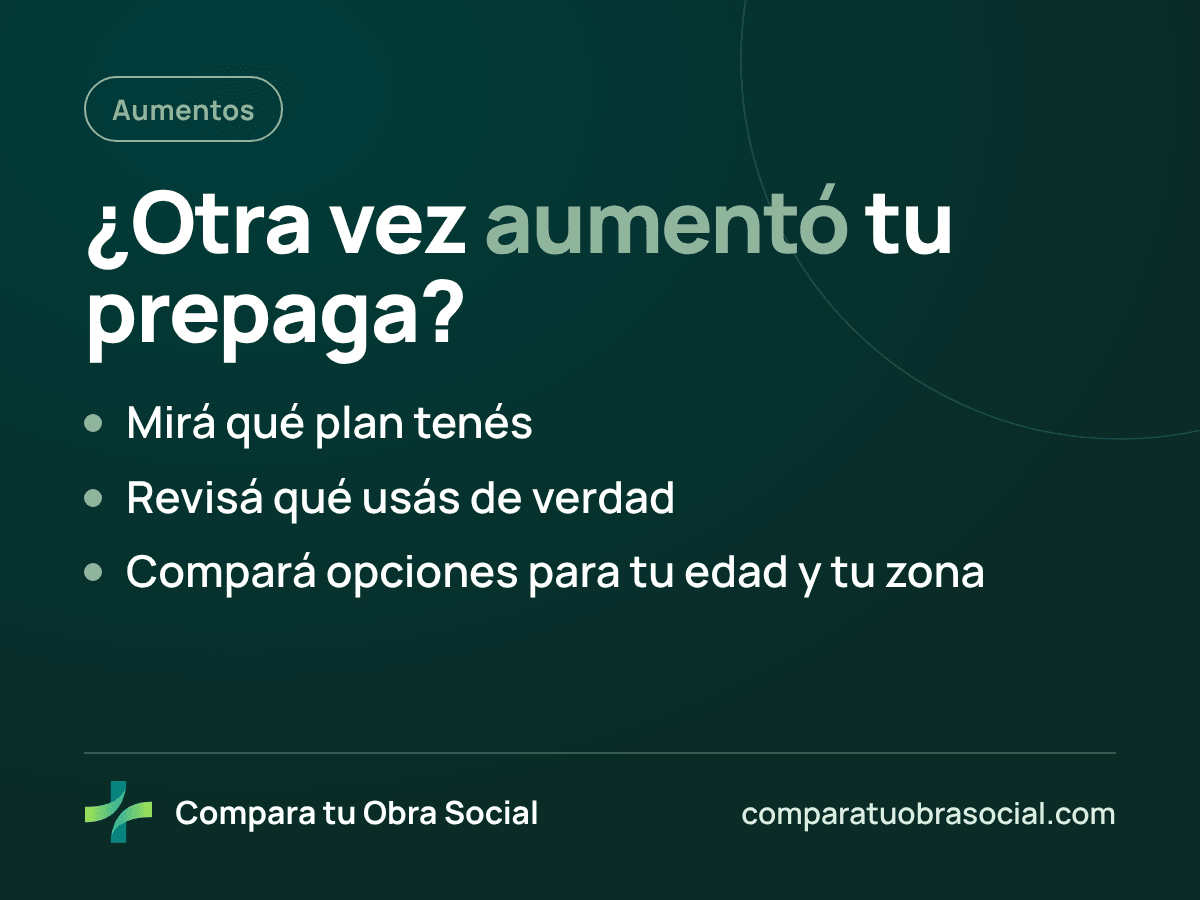 Aumentos
¿Otra vez aumentó tu
prepaga?
Mirá qué plan tenés
Revisá qué usás de verdad
Compará opciones para tu edad y tu zona
Compara tu Obra Social
comparatuobrasocial.com